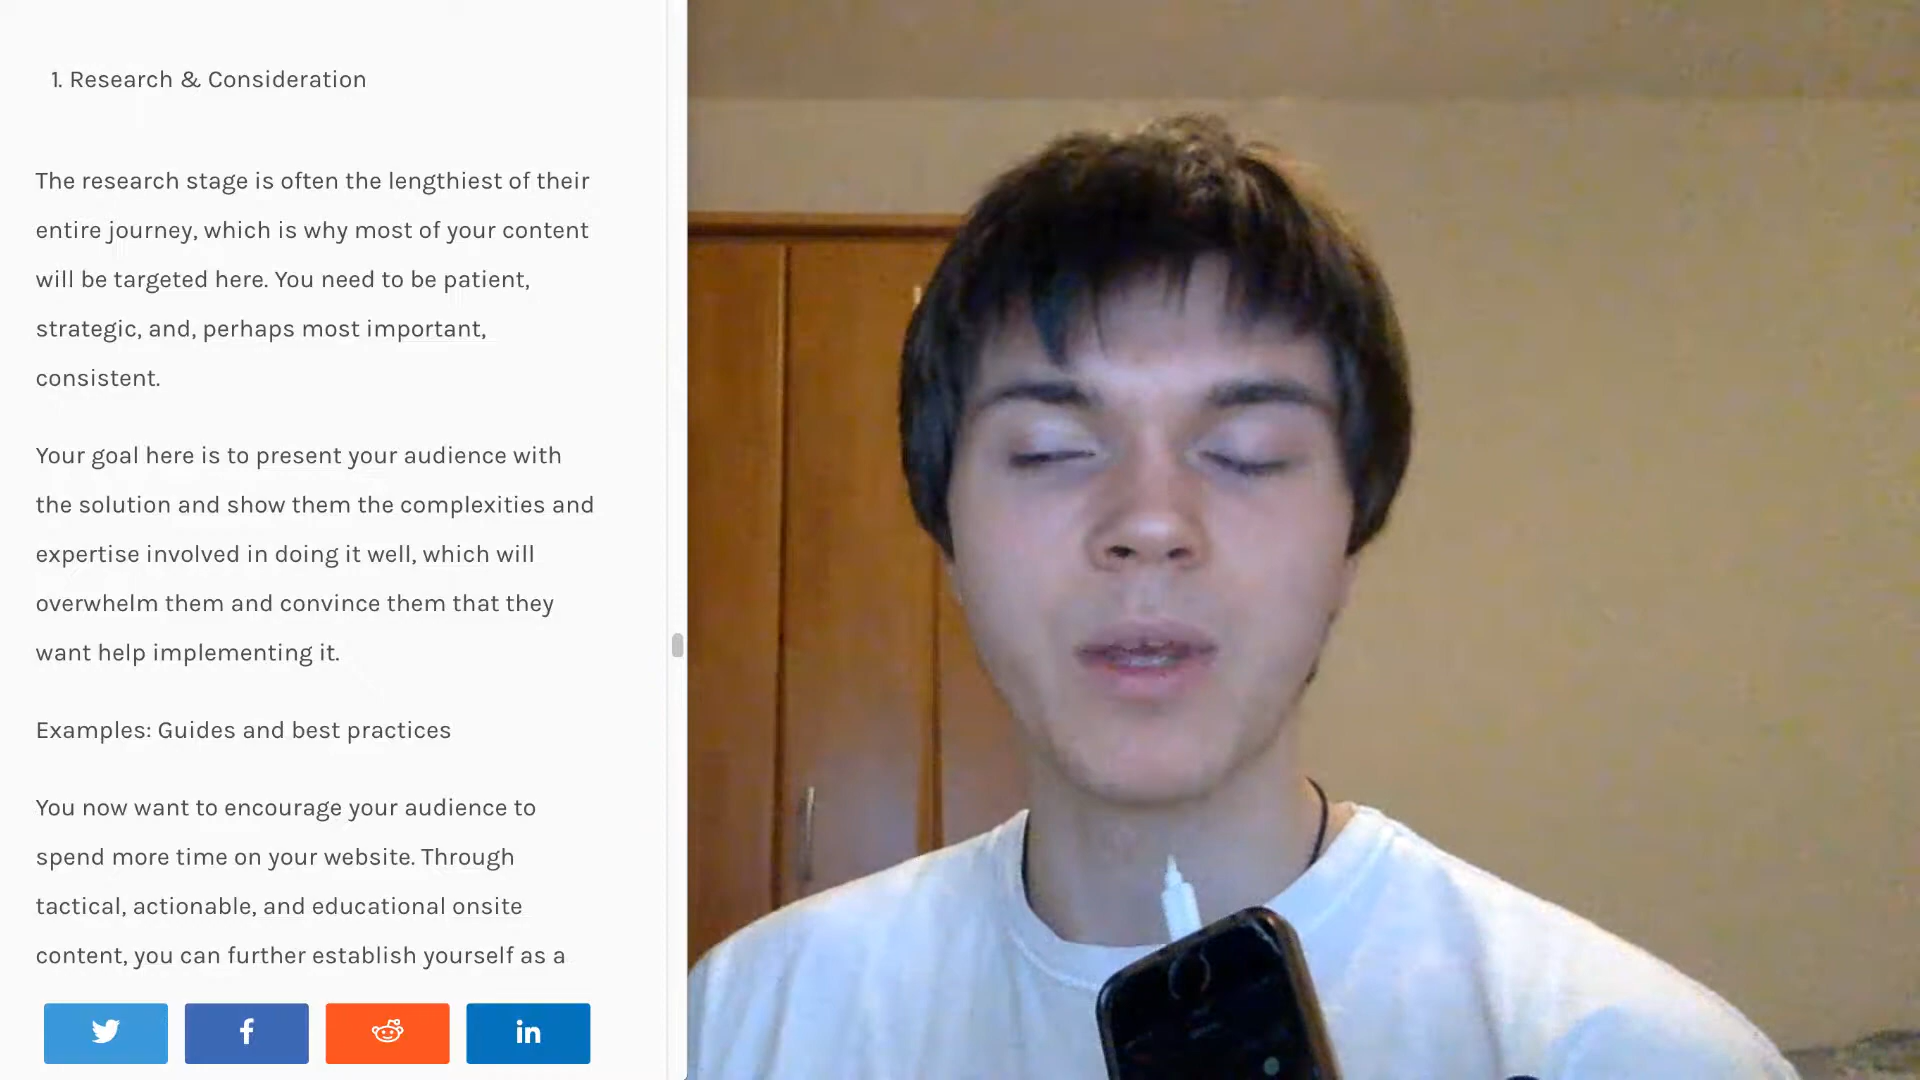 1. Research & Consideration
The research stage is often the lengthiest of their
entire journey, which is why most of your content
will be targeted here. You need to be patient,
strategic, and, perhaps most important,
consistent.
Your goal here is to present your audience with
the solution and show them the complexities and
expertise involved in doing it well, which will
overwhelm them and convince them that they
want help implementing it.
Examples: Guides and best practices
You now want to encourage your audience to
spend more time on your website. Through
tactical, actionable, and educational onsite
content, you can further establish yourself as a
f
in